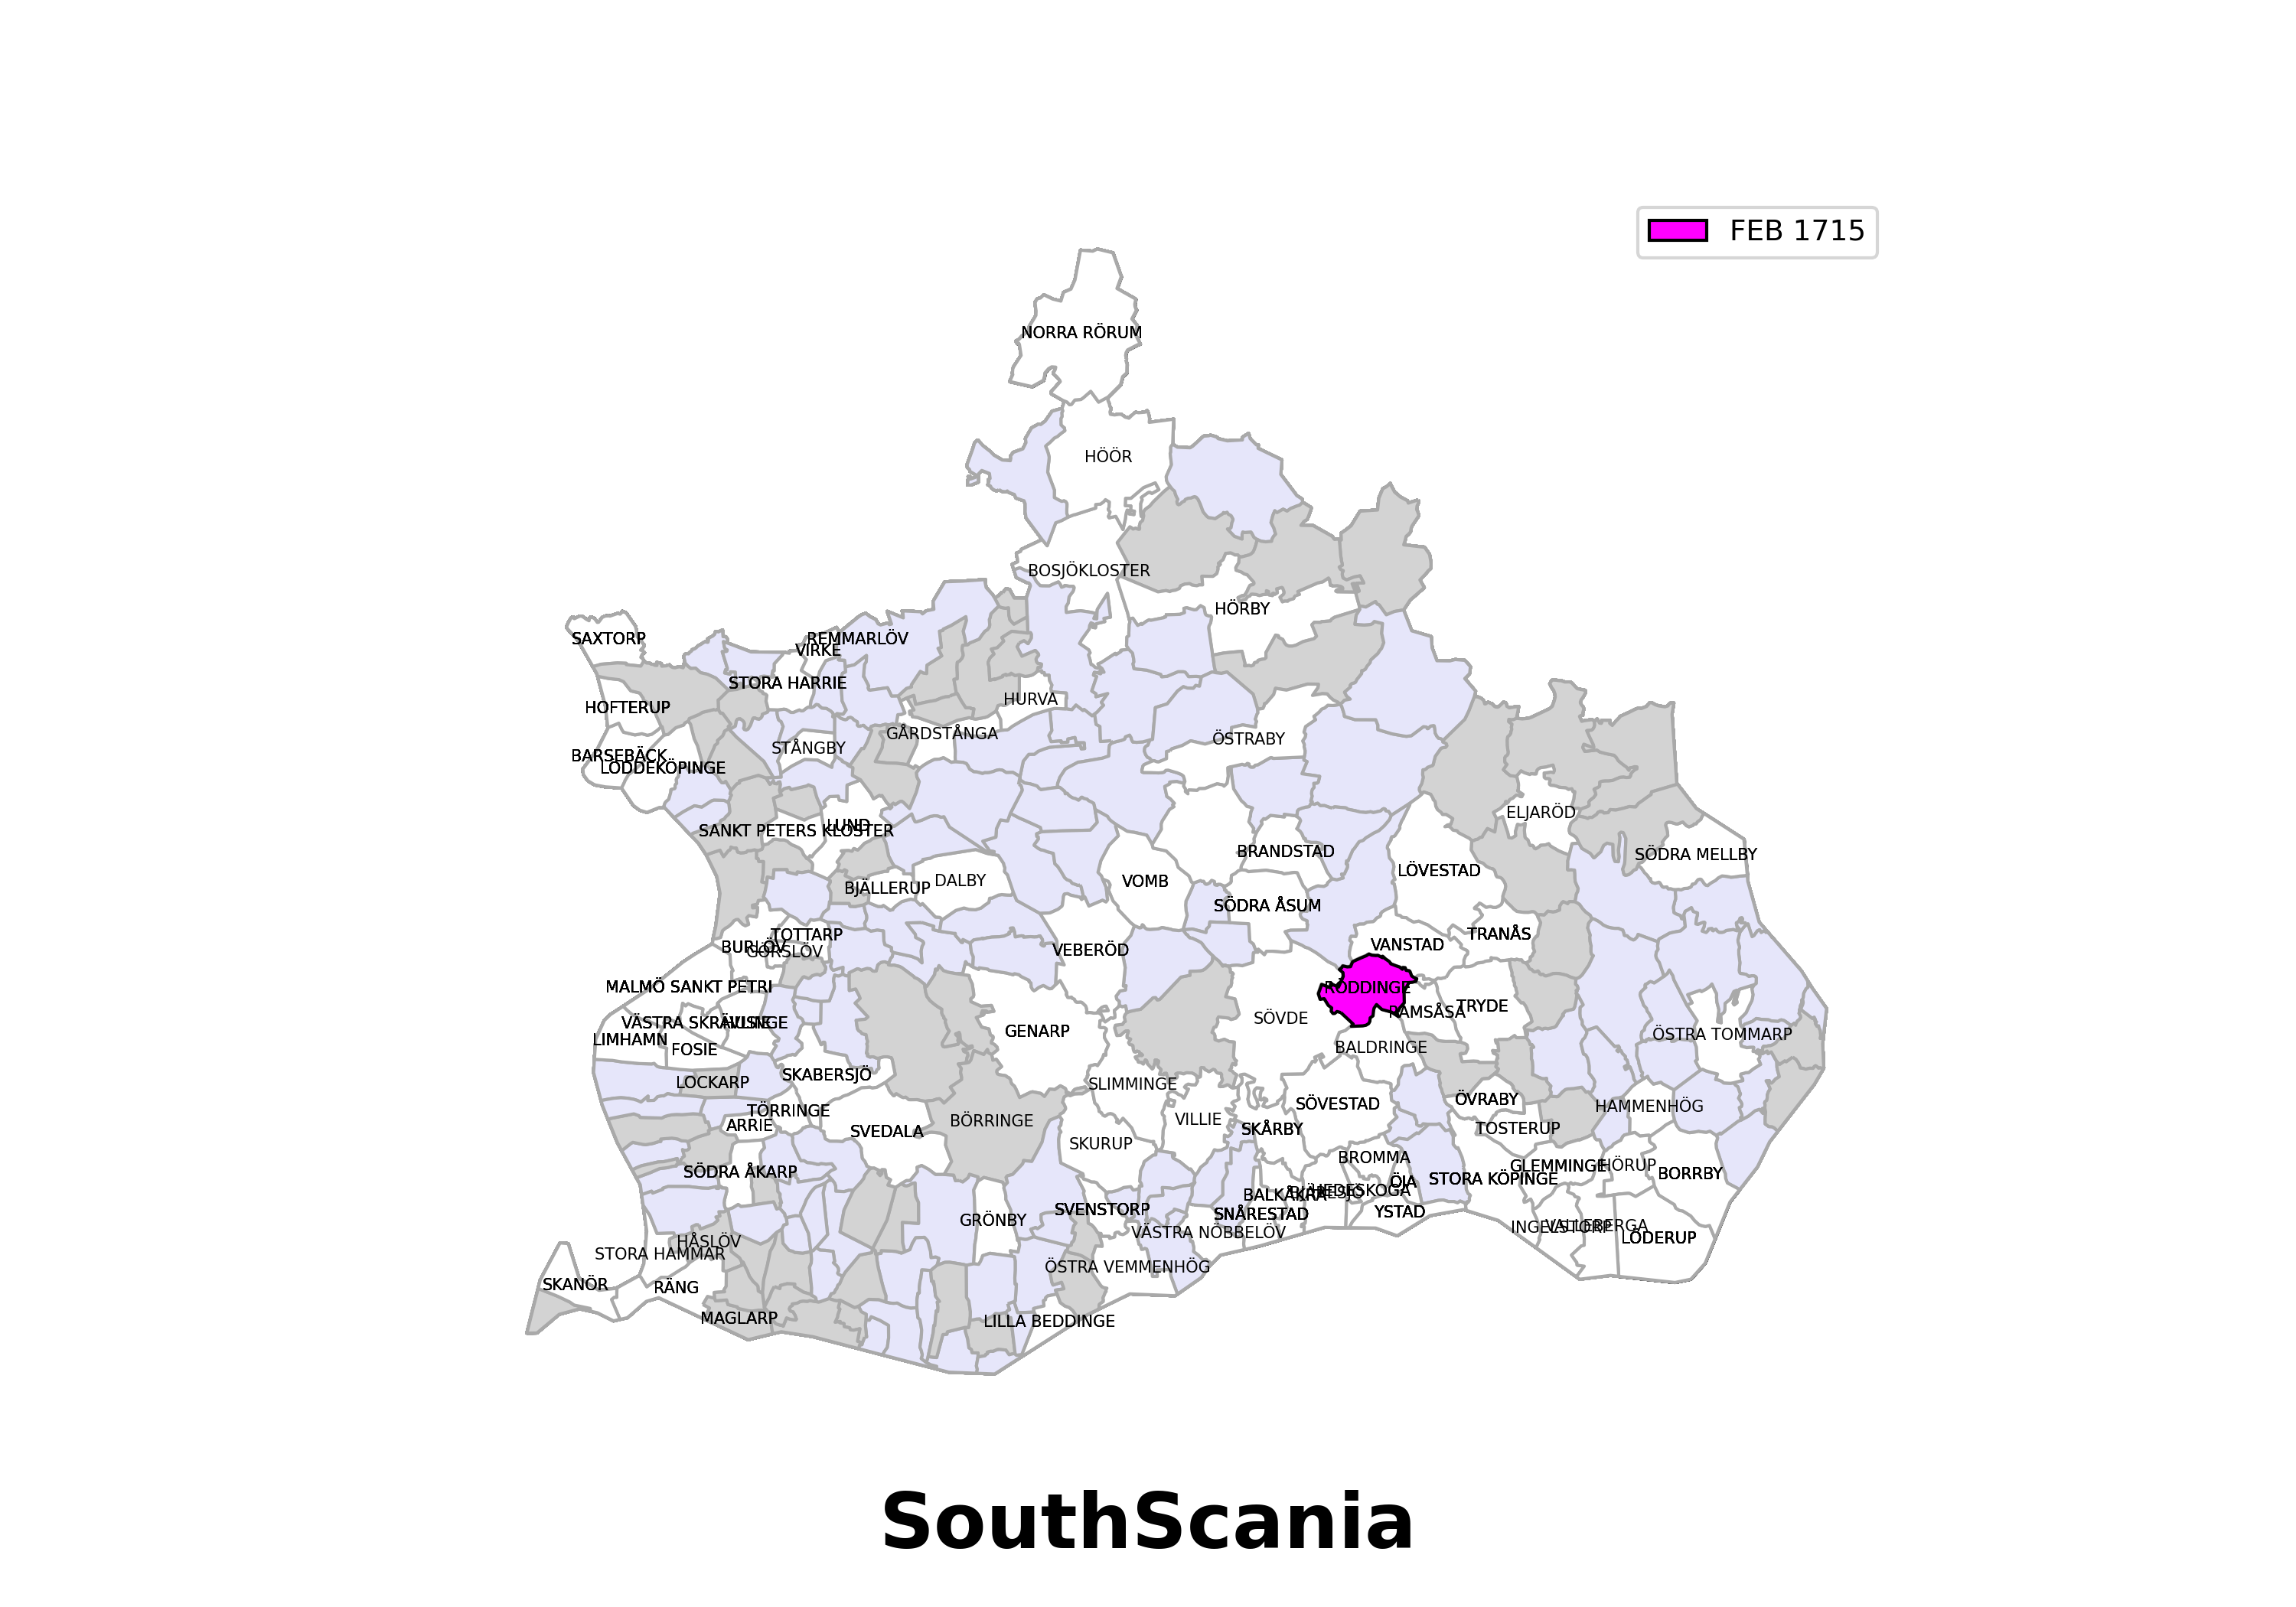 FEB 1715
NORRA RÖRUM
HÖÖR
BOSJÖKLOSTER
HÖRBY
SAXTORP
REMMARLÖV
VIRKE
STORA HARRIE
HURVA
HOFTERUP
GÅRDSTÅNGA
ÖSTRABY
STÅNGBY
BARSEBÄCK
LÖDDEKÖPINGE
ELJARÖD
LUND
SANKT PETERS KLOSTER
BRANDSTAD
SÖDRA MELLBY
LÖVESTAD
DALBY
VOMB
BJÄLLERUP
SÖDRA ÅSUM
TOTTARP
TRANÅS
BURLÖV
VANSTAD
GÖRSLÖV
VEBERÖD
MALMÖ SANKT PETRI
RÖDDINGE
TRYDE
RAMSÅSA
SÖVDE
VÄSTRA SKRÄVLINGE
GENARP
ÖSTRA TOMMARP
LIMHAMN
FOSIE
BALDRINGE
SKABERSJÖ
LOCKARP
SLIMMINGE
ÖVRABY
SÖVESTAD
HAMMENHÖG
TÖRRINGE
VILLIE
BÖRRINGE
ARRIE
SVEDALA
SKÅRBY
TOSTERUP
SKURUP
BROMMA
GLEMMINGE
HÖRUP
SÖDRA ÅKARP
BORRBY
STORA KÖPINGE
ÖJA
HEDESKOGA
BALKÅKRA
SVENSTORP
YSTAD
SNÅRESTAD
GRÖNBY
INGELSTORP
VALLEBERGA
VÄSTRA NÖBBELÖV
LÖDERUP
HÅSLÖV
STORA HAMMAR
ÖSTRA VEMMENHÖG
SKANÖR
RÄNG
MAGLARP
LILLA BEDDINGE
SouthScania